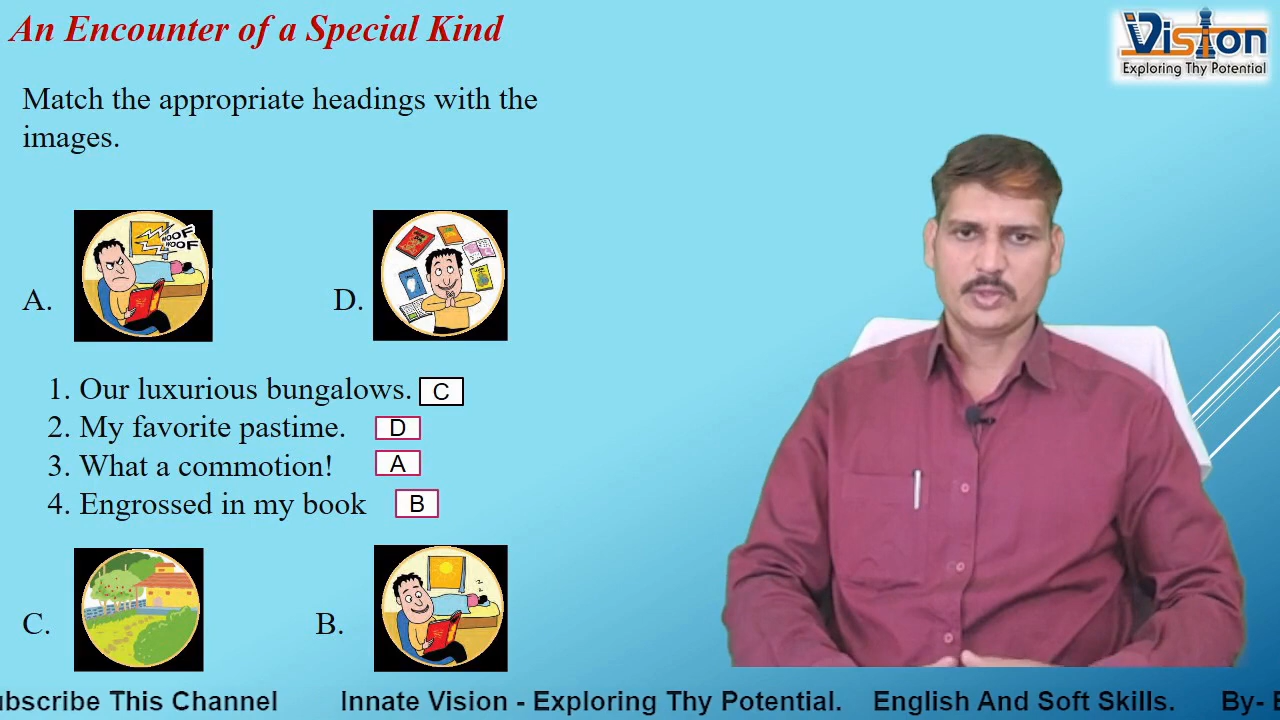 An Encounter of a Special Kind
Vision
Exploring Thy Potential
Match the appropriate headings with the
images.
WOOF
WOOF
A.
D.
1. Our luxurious bungalows. C
2. My favorite pastime. D
3. What a commotion! A
4. Engrossed in my book B
C.
B.
ubscribe This Channel Innate Vision - Exploring Thy Potential. English And Soft Skills. By-